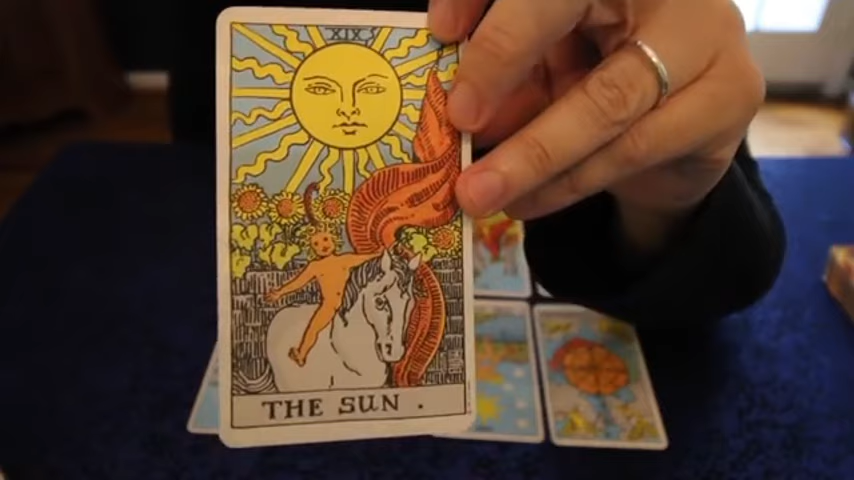 XIX
THE SUN .